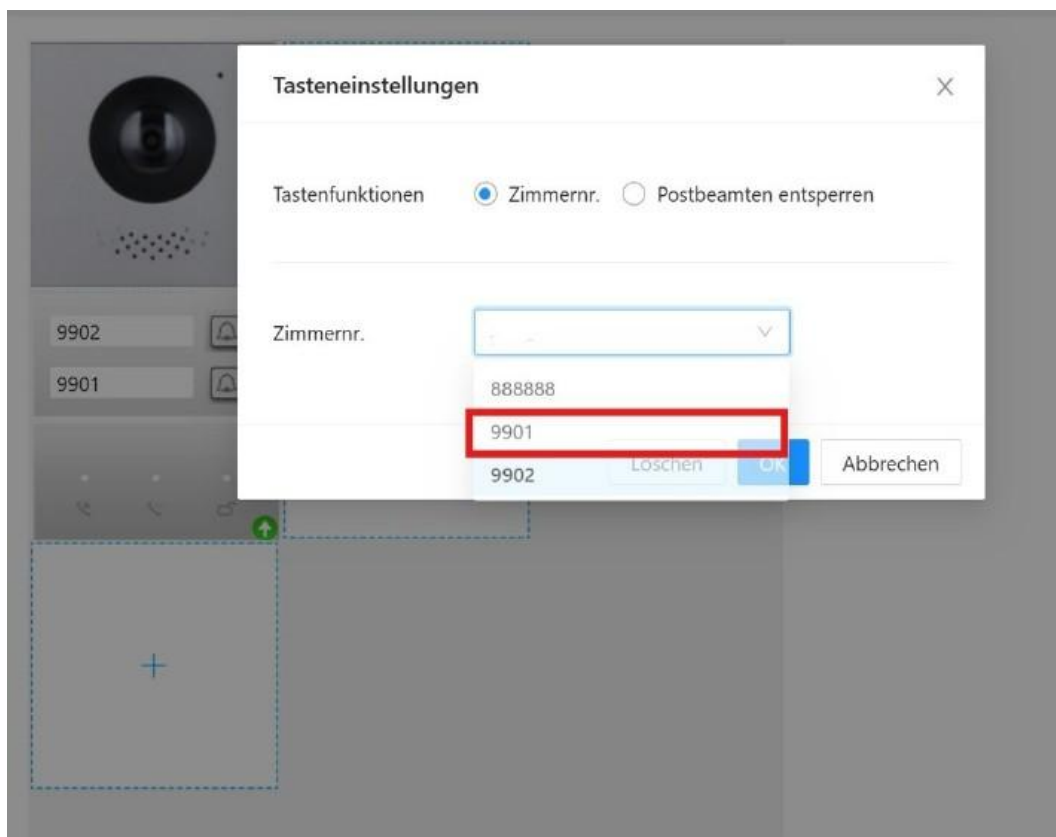 Tasteneinstellungen
Tastenfunktionen Zimmernr. Postbeamten entsperren
9902
9901
Zimmernr.
888888
9901
9902
Löschen OK Abbrechen